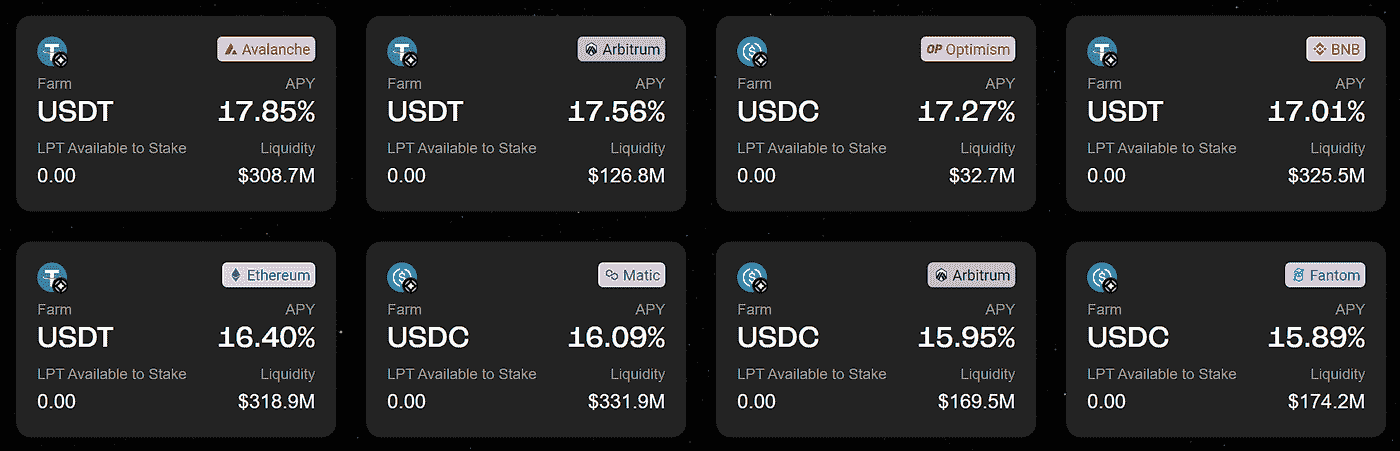 Avalanche
Farm APY
USDT 17.85%
LPT Available to Stake Liquidity
0.00 $308.7M
Arbitrum
Farm APY
USDT 17.56%
LPT Available to Stake Liquidity
0.00 $126.8M
OP Optimism
Farm APY
USDC 17.27%
LPT Available to Stake Liquidity
0.00 $32.7M
BNB
Farm APY
USDT 17.01%
LPT Available to Stake Liquidity
0.00 $325.5M
Ethereum
Farm APY
USDT 16.40%
LPT Available to Stake Liquidity
0.00 $318.9M
Matic
Farm APY
USDC 16.09%
LPT Available to Stake Liquidity
0.00 $331.9M
Arbitrum
Farm APY
USDC 15.95%
LPT Available to Stake Liquidity
0.00 $169.5M
Fantom
Farm APY
USDC 15.89%
LPT Available to Stake Liquidity
0.00 $174.2M